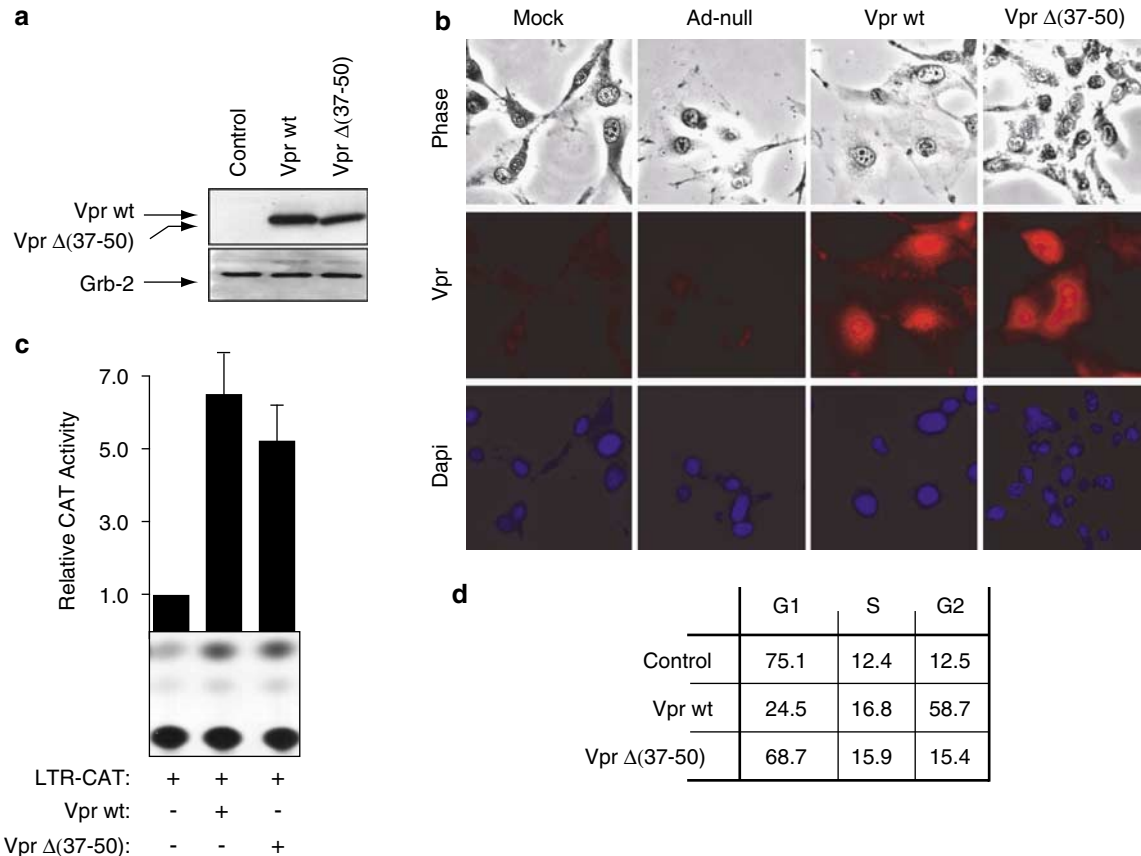 a
Control
Vpr wt
Vpr Δ(37-50)
Vpr wt
Vpr Δ(37-50)
Grb-2
b
Mock Ad-null Vpr wt Vpr Δ(37-50)
Phase
Vpr
Dapi
c
Relative CAT Activity
7.0
5.0
3.0
1.0
LTR-CAT: + + +
Vpr wt: - + -
Vpr Δ(37-50): - - +
d
G1 S G2
Control 75.1 12.4 12.5
Vpr wt 24.5 16.8 58.7
Vpr Δ(37-50) 68.7 15.9 15.4